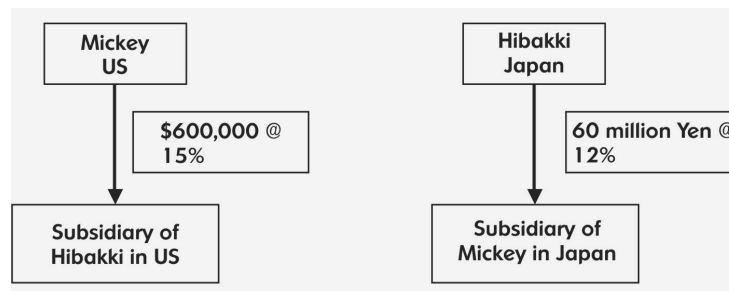 Mickey
US
$600,000 @
15%
Subsidiary of
Hibakki in US
Hibakki
Japan
60 million Yen @
12%
Subsidiary of
Mickey in Japan